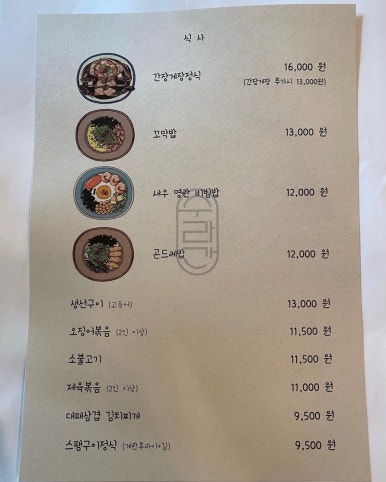 식 사
간장게장정식 16,000 원
(간장게장 추가시 13,000원)
꼬막밥 13,000 원
새우 명란 비빔밥 12,000 원
곤드레밥 12,000 원
생선구이 (고등어) 13,000 원
오징어볶음 (2인 이상) 11,500 원
소불고기 11,500 원
제육볶음 (2인 이상) 11,000 원
대패삼겹 김치찌개 9,500 원
스팸구이정식 (계란후라이+김) 9,500 원